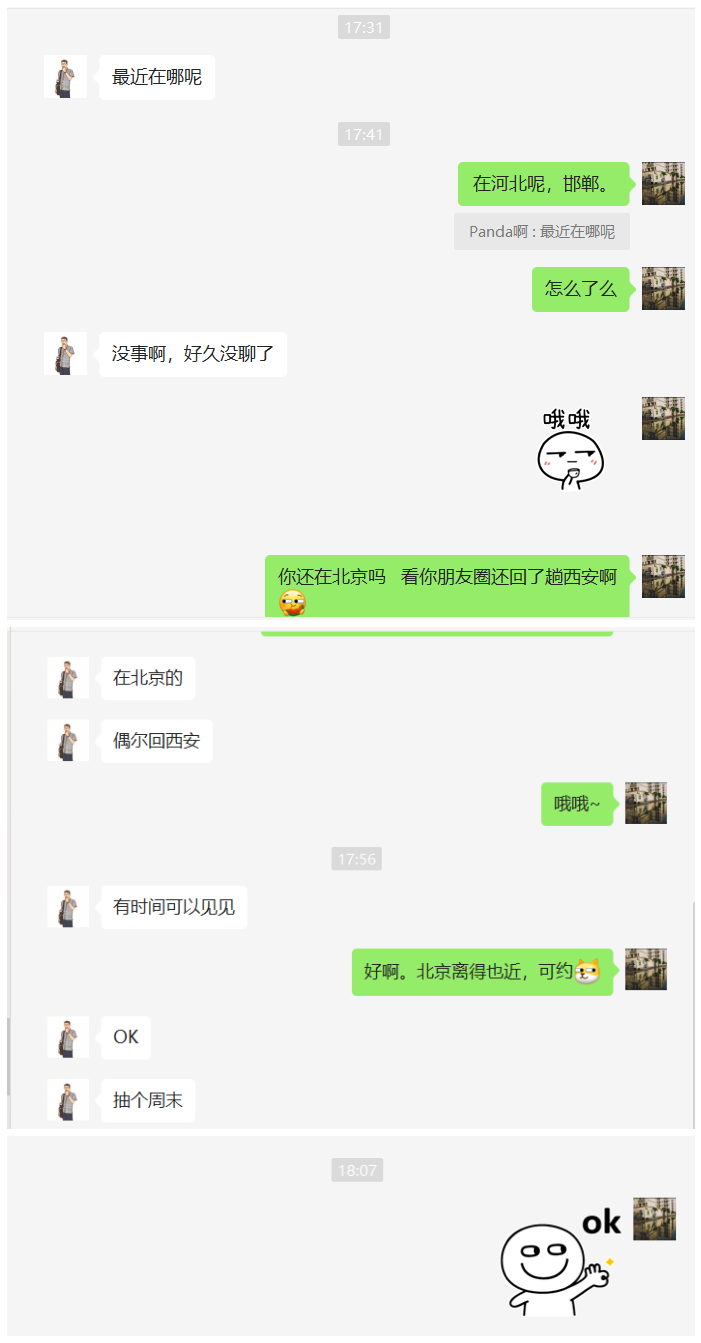 17:31
最近在哪呢
17:41
在河北呢，邯郸。
Panda啊 : 最近在哪呢
怎么了么
没事啊，好久没聊了
哦哦
你还在北京吗 看你朋友圈还回了趟西安啊
在北京的
偶尔回西安
哦哦~
17:56
有时间可以见见
好啊。北京离得也近，可约
OK
抽个周末
18:07
ok